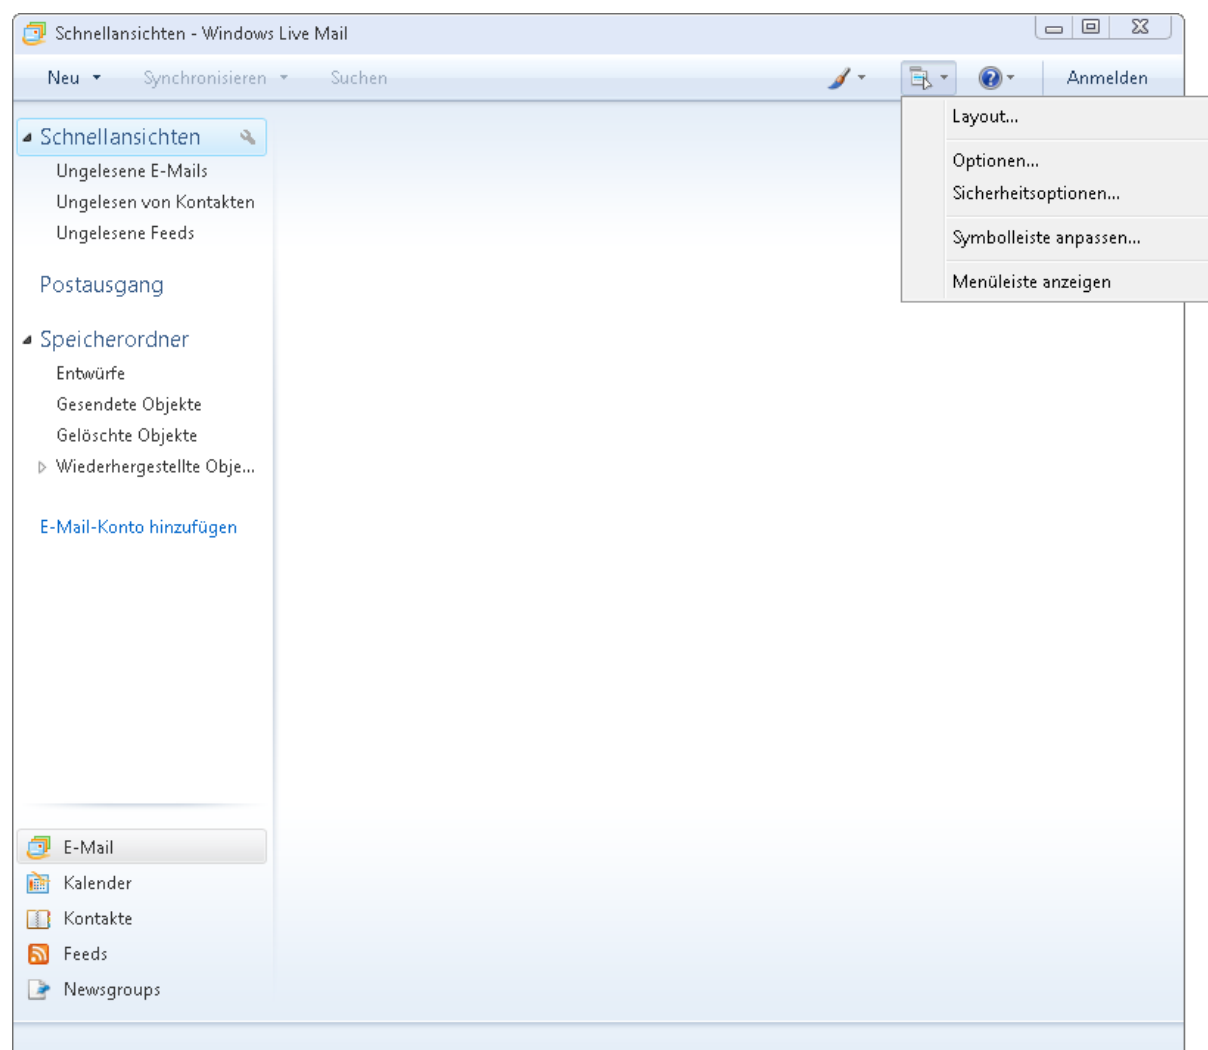 Schnellansichten - Windows Live Mail
Neu Synchronisieren Suchen Anmelden
Layout...
Optionen...
Sicherheitsoptionen...
Symbolleiste anpassen...
Menüleiste anzeigen
Schnellansichten
Ungelesene E-Mails
Ungelesen von Kontakten
Ungelesene Feeds
Postausgang
Speicherordner
Entwürfe
Gesendete Objekte
Gelöschte Objekte
Wiederhergestellte Obje...
E-Mail-Konto hinzufügen
E-Mail
Kalender
Kontakte
Feeds
Newsgroups